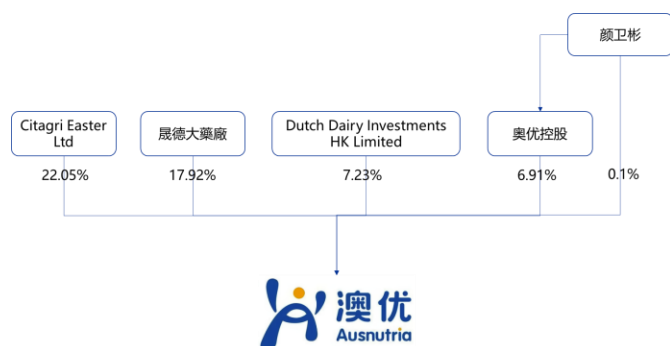 颜卫彬
Citagri Easter
Ltd
晟德大藥廠
Dutch Dairy Investments
HK Limited
奥优控股
22.05%
17.92%
7.23%
6.91%
0.1%
澳优
Ausnutria